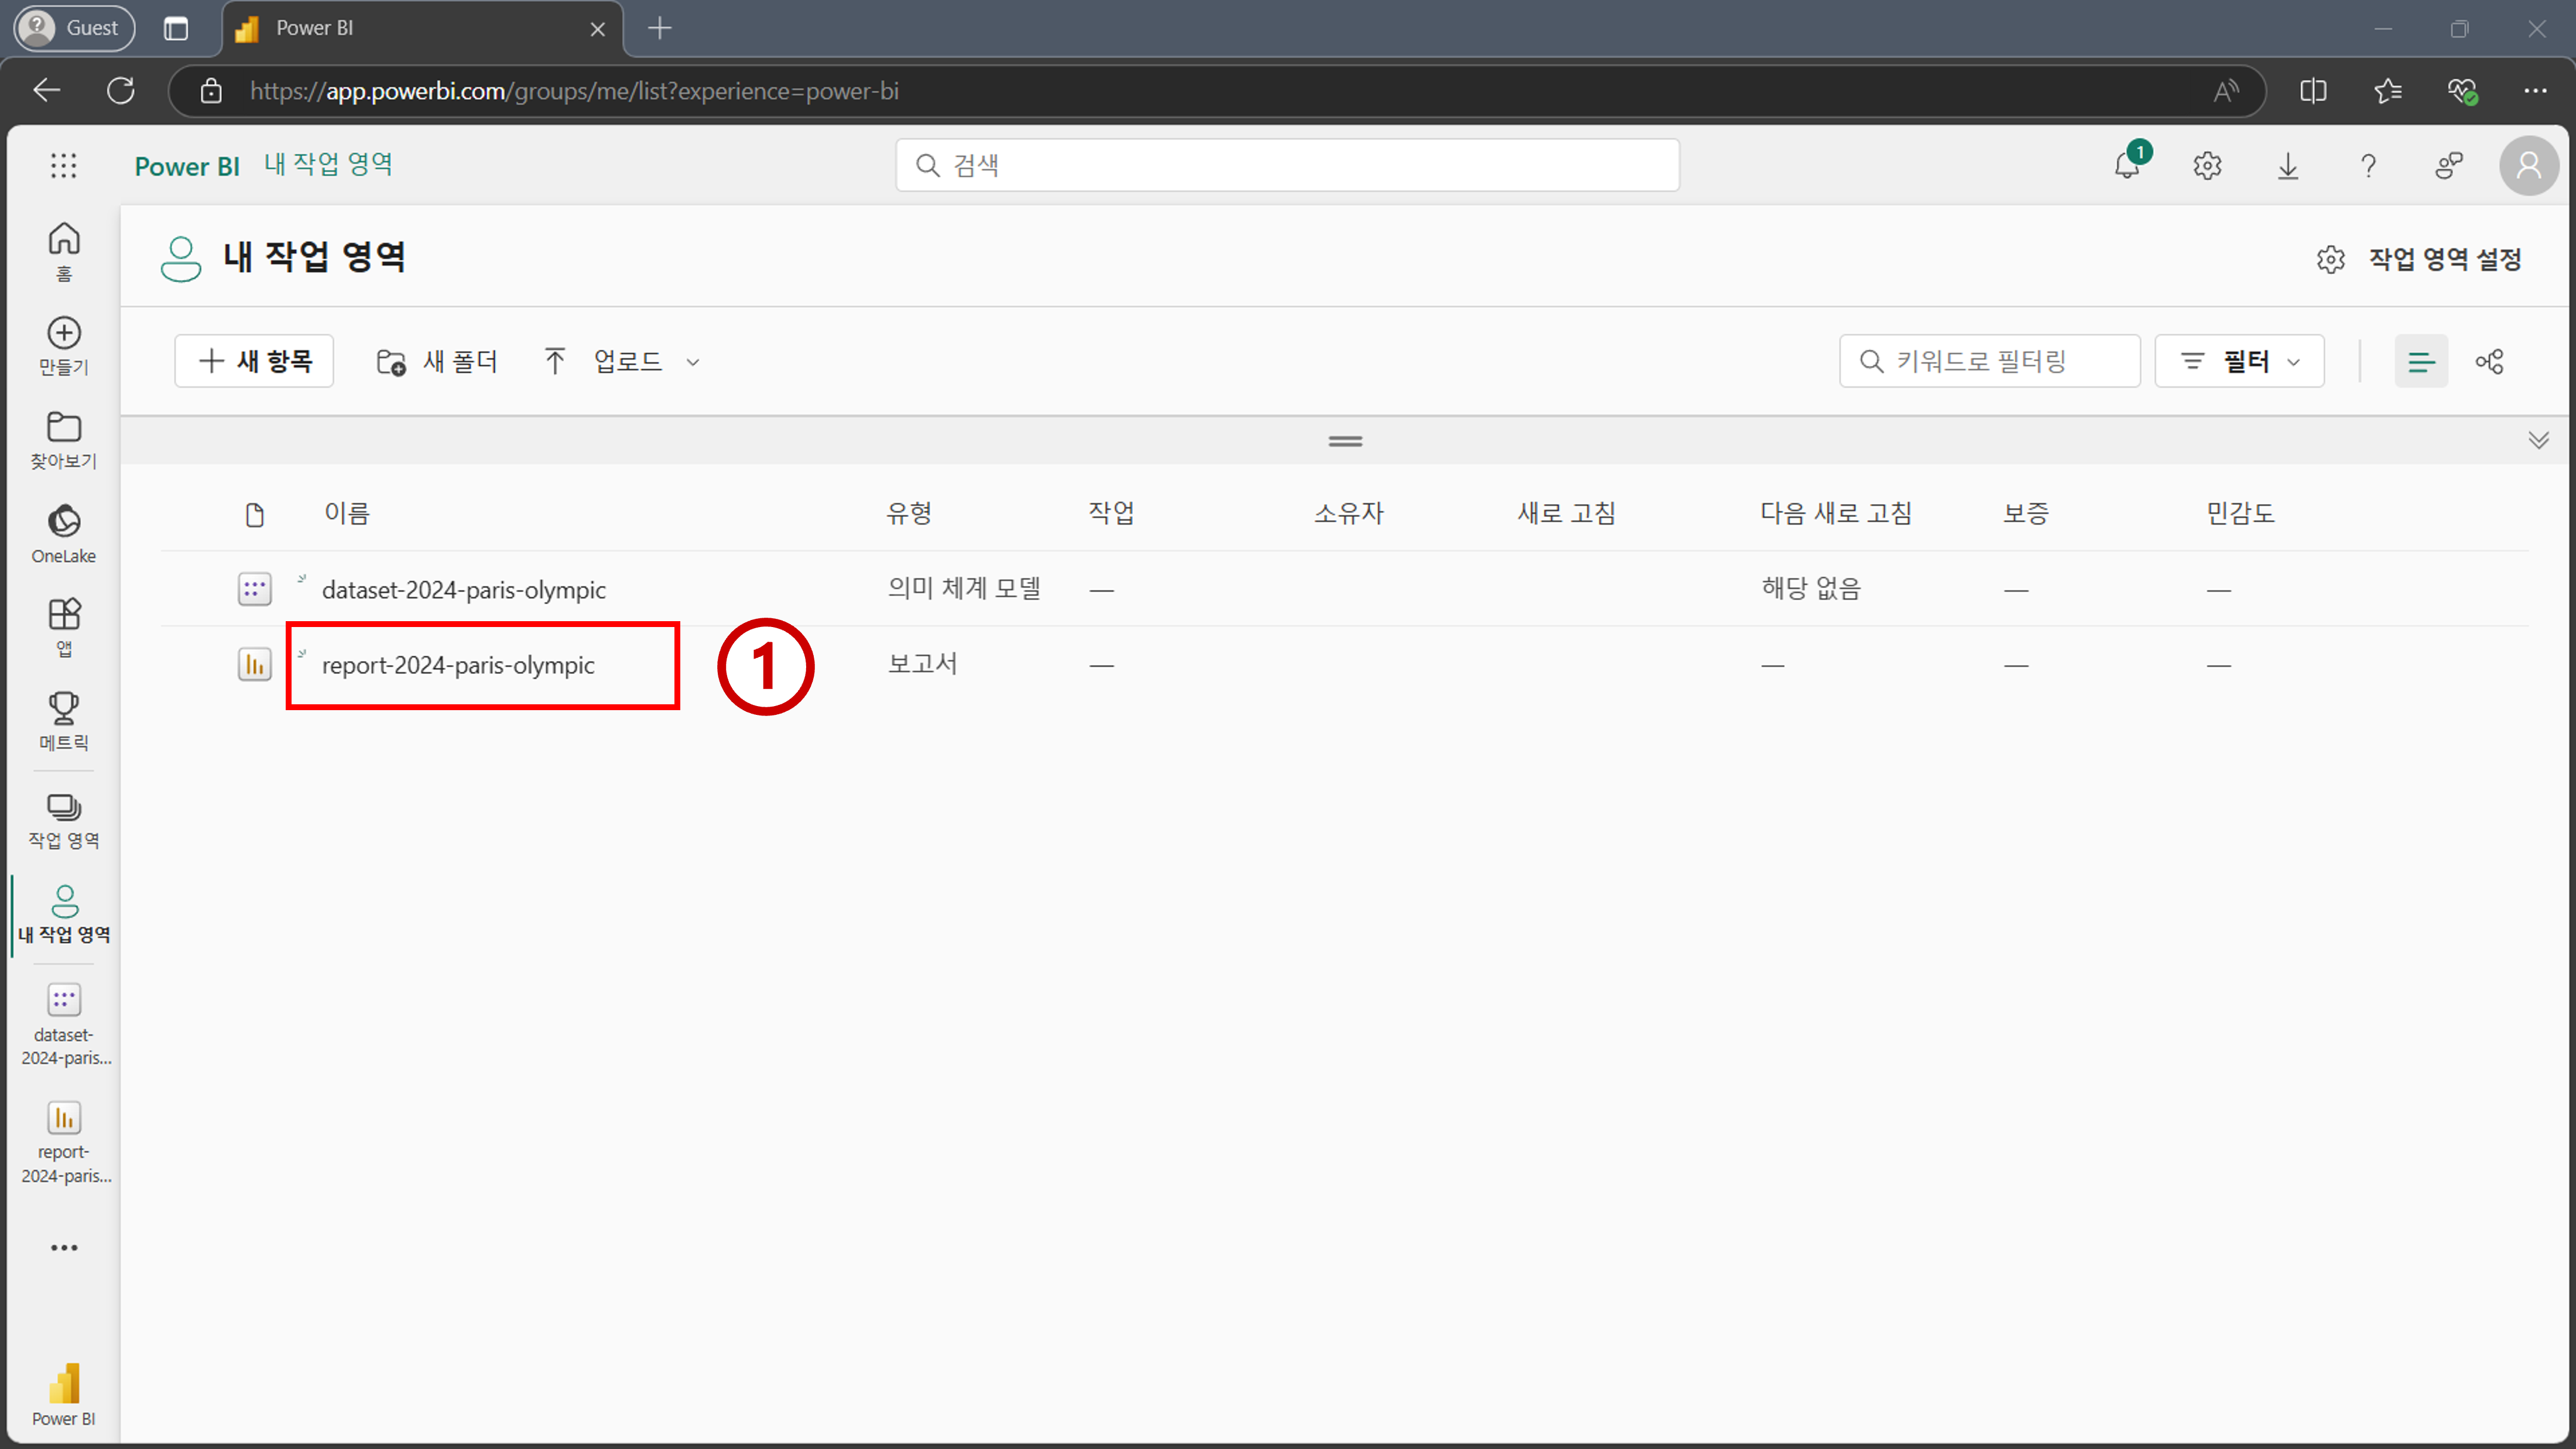 Guest
Power BI
https://app.powerbi.com/groups/me/list?experience=power-bi
Power BI 내 작업 영역
검색
1
홈
만들기
찾아보기
OneLake
앱
메트릭
작업 영역
내 작업 영역
dataset-
2024-paris...
report-
2024-paris...
Power BI
내 작업 영역
작업 영역 설정
새 항목 새 폴더 업로드
키워드로 필터링 필터
이름 유형 작업 소유자 새로 고침 다음 새로 고침 보증 민감도
dataset-2024-paris-olympic 의미 체계 모델 — 해당 없음 — —
report-2024-paris-olympic 보고서 — — — —
1